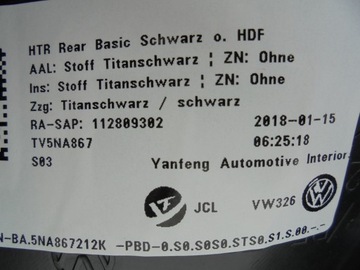 HTR Rear Basic Schwarz o. HDF
AAL: Stoff Titanschwarz ¦ ZN: Ohne
Ins: Stoff Titanschwarz ¦ ZN: Ohne
Zzg: Titanschwarz / schwarz
RA-SAP: 112809302 2018-01-15
TV5NA867 06:25:18
S03 Yanfeng Automotive Interior
JCL VW326
N-BA.5NA867212K -PBD-0.S0.S0S0.STS0.S1.S.00.-.-